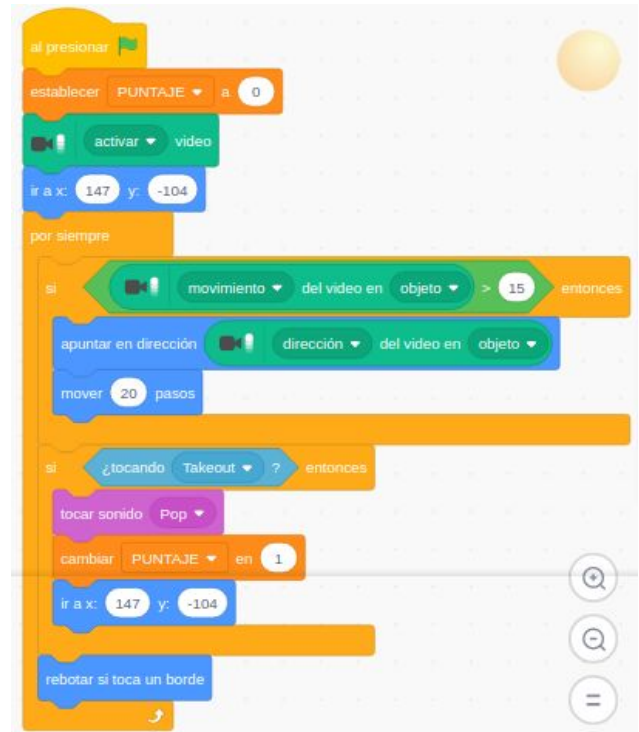 al presionar
establecer PUNTAJE a 0
activar video
ir a x: 147 y: -104
por siempre
si movimiento del video en objeto > 15 entonces
apuntar en dirección dirección del video en objeto
mover 20 pasos
si ¿tocando Takeout ? entonces
tocar sonido Pop
cambiar PUNTAJE en 1
ir a x: 147 y: -104
rebotar si toca un borde